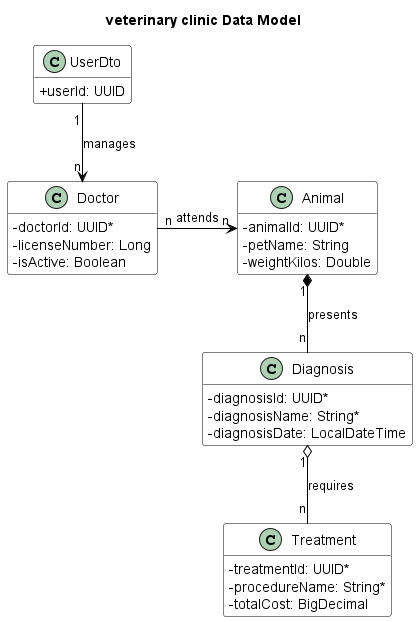 veterinary clinic Data Model
C UserDto
+userId: UUID
1
manages
n
C Doctor
-doctorId: UUID*
-licenseNumber: Long
-isActive: Boolean
n attends n
C Animal
-animalId: UUID*
-petName: String
-weightKilos: Double
1
presents
n
C Diagnosis
-diagnosisId: UUID*
-diagnosisName: String*
-diagnosisDate: LocalDateTime
1
requires
n
C Treatment
-treatmentId: UUID*
-procedureName: String*
-totalCost: BigDecimal